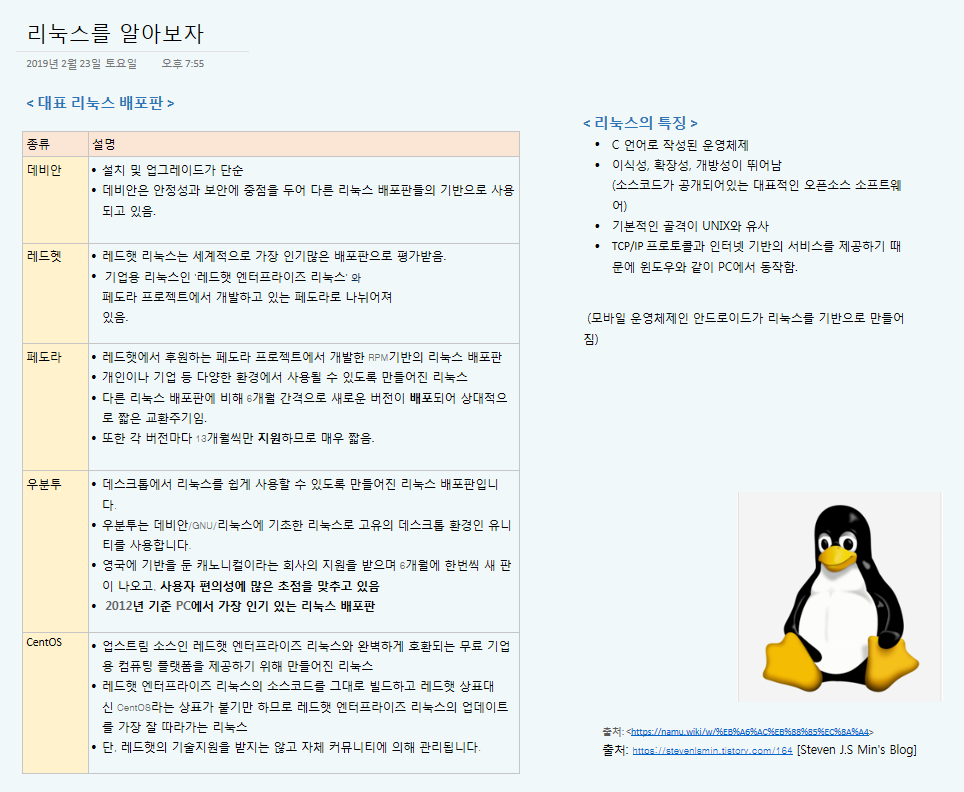 리눅스를 알아보자
2019년 2월 23일 토요일 오후 7:55
< 대표 리눅스 배포판 >
종류 설명
데비안
• 설치 및 업그레이드가 단순
• 데비안은 안정성과 보안에 중점을 두어 다른 리눅스 배포판들의 기반으로 사용
되고 있음.
레드헷
• 레드햇 리눅스는 세계적으로 가장 인기많은 배포판으로 평가받음.
• 기업용 리눅스인 '레드햇 엔터프라이즈 리눅스' 와
페도라 프로젝트에서 개발하고 있는 페도라로 나뉘어져
있음.
페도라
• 레드햇에서 후원하는 페도라 프로젝트에서 개발한 RPM기반의 리눅스 배포판
• 개인이나 기업 등 다양한 환경에서 사용될 수 있도록 만들어진 리눅스
• 다른 리눅스 배포판에 비해 6개월 간격으로 새로운 버전이 배포되어 상대적으
로 짧은 교환주기임.
• 또한 각 버전마다 13개월씩만 지원하므로 매우 짧음.
우분투
• 데스크톱에서 리눅스를 쉽게 사용할 수 있도록 만들어진 리눅스 배포판입니
다.
• 우분투는 데비안/GNU/리눅스에 기초한 리눅스로 고유의 데스크톱 환경인 유니
티를 사용합니다.
• 영국에 기반을 둔 캐노니컬이라는 회사의 지원을 받으며 6개월에 한번씩 새 판
이 나오고, 사용자 편의성에 많은 초점을 맞추고 있음
• 2012년 기준 PC에서 가장 인기 있는 리눅스 배포판
CentOS
• 업스트림 소스인 레드햇 엔터프라이즈 리눅스와 완벽하게 호환되는 무료 기업
용 컴퓨팅 플랫폼을 제공하기 위해 만들어진 리눅스
• 레드햇 엔터프라이즈 리눅스의 소스코드를 그대로 빌드하고 레드햇 상표대
신 CentOS라는 상표가 붙기만 하므로 레드햇 엔터프라이즈 리눅스의 업데이트
를 가장 잘 따라가는 리눅스
• 단, 레드햇의 기술지원을 받지는 않고 자체 커뮤니티에 의해 관리됩니다.
< 리눅스의 특징 >
• C 언어로 작성된 운영체제
• 이식성, 확장성, 개방성이 뛰어남
(소스코드가 공개되어있는 대표적인 오픈소스 소프트웨
어)
• 기본적인 골격이 UNIX와 유사
• TCP/IP 프로토콜과 인터넷 기반의 서비스를 제공하기 때
문에 윈도우와 같이 PC에서 동작함.
(모바일 운영체제인 안드로이드가 리눅스를 기반으로 만들어
짐)
출처: <https://namu.wiki/w/%EB%A6%AC%EB%88%85%EC%8A%A4>
출처: https://stevenjsmin.tistory.com/164 [Steven J.S Min's Blog]